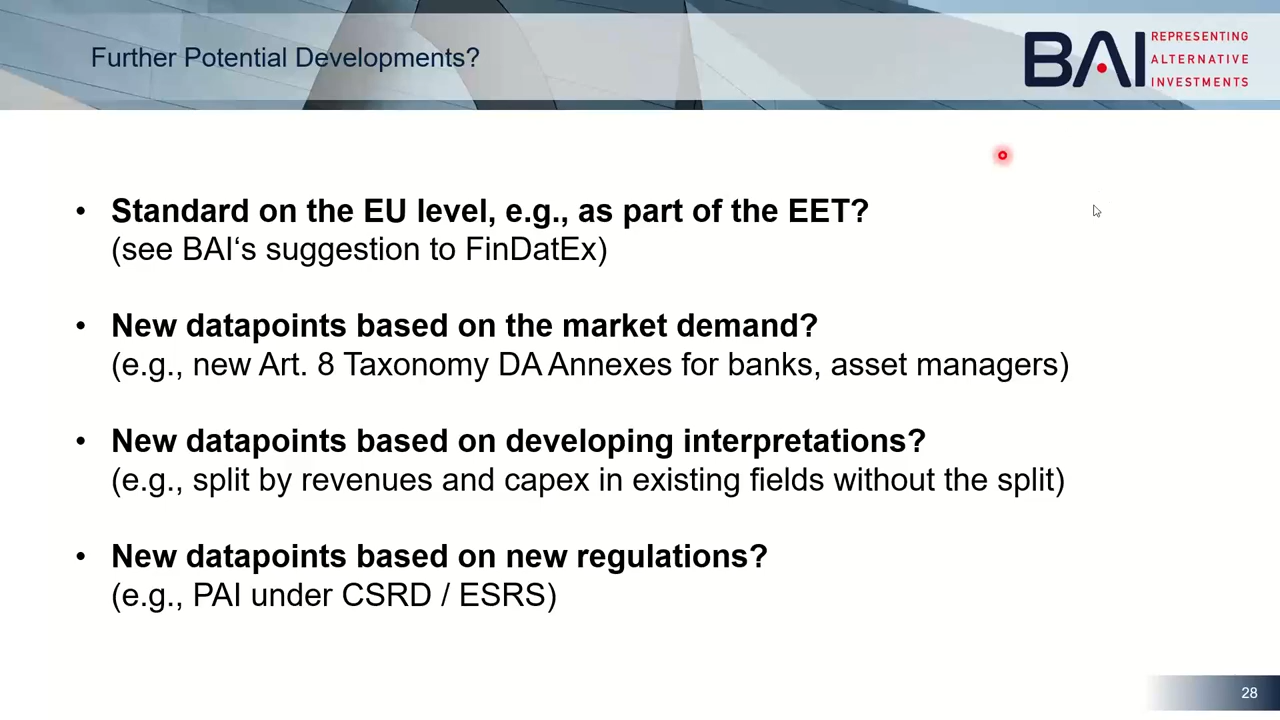 Further Potential Developments?
BAI
REPRESENTING
ALTERNATIVE
INVESTMENTS
• Standard on the EU level, e.g., as part of the EET?
(see BAI‘s suggestion to FinDatEx)
• New datapoints based on the market demand?
(e.g., new Art. 8 Taxonomy DA Annexes for banks, asset managers)
• New datapoints based on developing interpretations?
(e.g., split by revenues and capex in existing fields without the split)
• New datapoints based on new regulations?
(e.g., PAI under CSRD / ESRS)
28